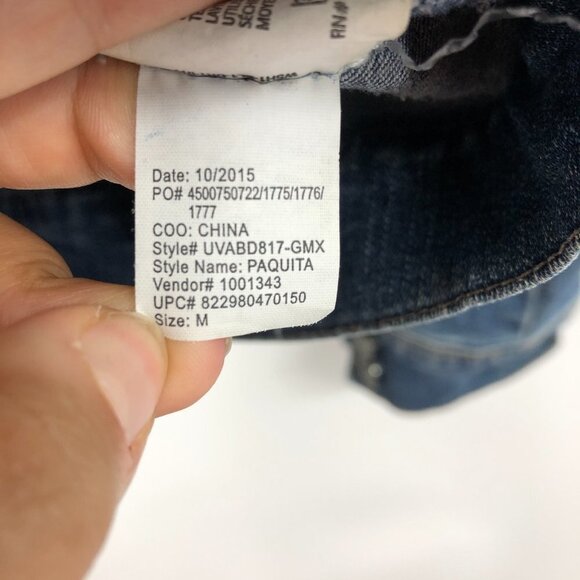 Date: 10/2015
PO# 4500750722/1775/1776/
1777
COO: CHINA
Style# UVABD817-GMX
Style Name: PAQUITA
Vendor# 1001343
UPC# 822980470150
Size: M
RN#